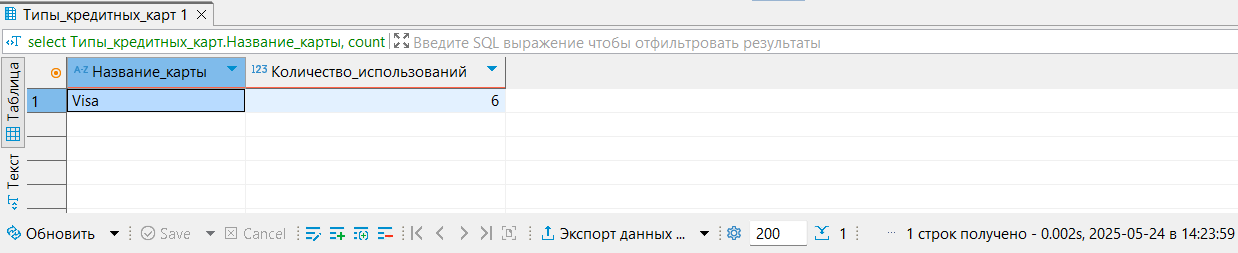 Типы_кредитных_карт 1
select Типы_кредитных_карт.Название_карты, count Введите SQL выражение чтобы отфильтровать результаты
Таблица
A-Z Название_карты 123 Количество_использований
1 Visa 6
Текст
Обновить Save Cancel Экспорт данных ... 200 1 ... 1 строк получено - 0.002s, 2025-05-24 в 14:23:59